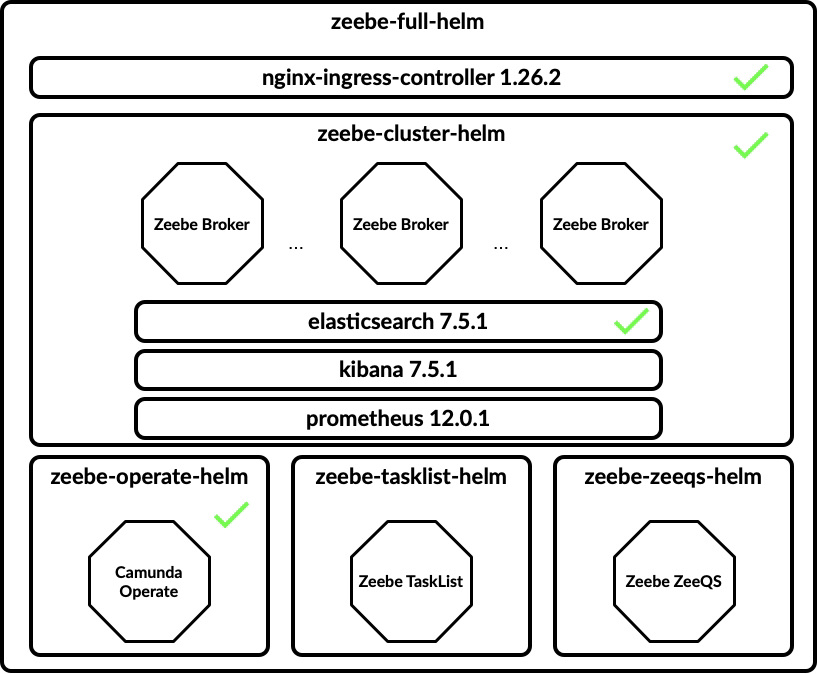 zeebe-full-helm
nginx-ingress-controller 1.26.2
zeebe-cluster-helm
Zeebe Broker
...
Zeebe Broker
...
Zeebe Broker
elasticsearch 7.5.1
kibana 7.5.1
prometheus 12.0.1
zeebe-operate-helm
Camunda
Operate
zeebe-tasklist-helm
Zeebe TaskList
zeebe-zeeqs-helm
Zeebe ZeeQS